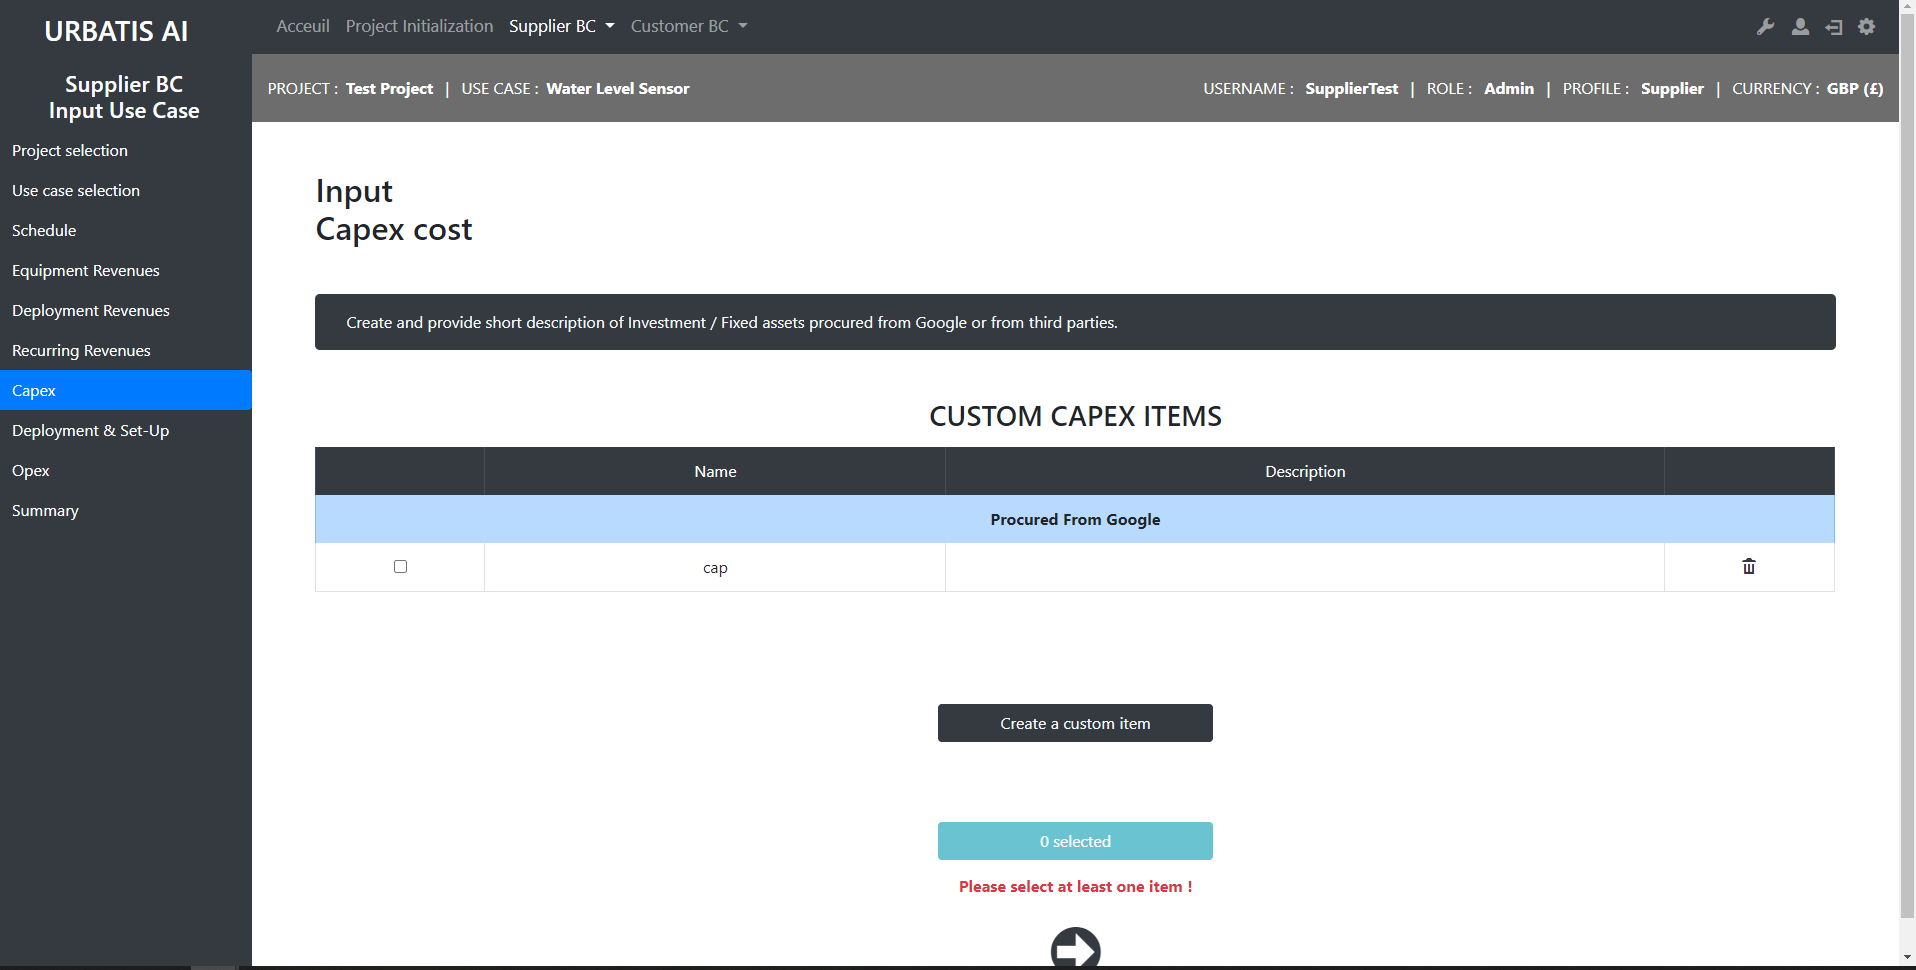 URBATIS AI
Supplier BC
Input Use Case
Project selection
Use case selection
Schedule
Equipment Revenues
Deployment Revenues
Recurring Revenues
Capex
Deployment & Set-Up
Opex
Summary
Acceuil Project Initialization Supplier BC Customer BC
PROJECT : Test Project | USE CASE : Water Level Sensor USERNAME : SupplierTest | ROLE : Admin | PROFILE : Supplier | CURRENCY : GBP (£)
Input
Capex cost
Create and provide short description of Investment / Fixed assets procured from Google or from third parties.
CUSTOM CAPEX ITEMS
Name Description
Procured From Google
cap
Create a custom item
0 selected
Please select at least one item !